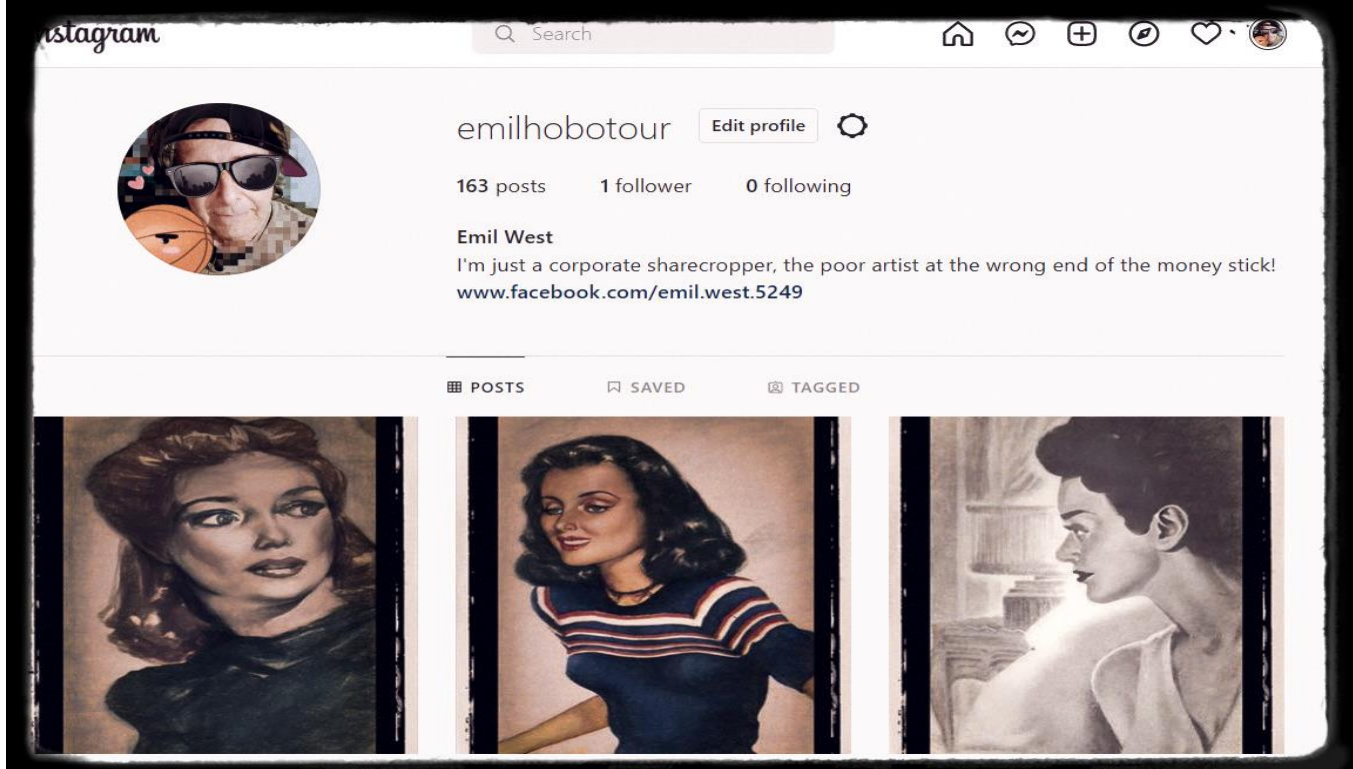 nstagram
Search
emilhobotour Edit profile
163 posts 1 follower 0 following
Emil West
I'm just a corporate sharecropper, the poor artist at the wrong end of the money stick!
www.facebook.com/emil.west.5249
POSTS SAVED TAGGED